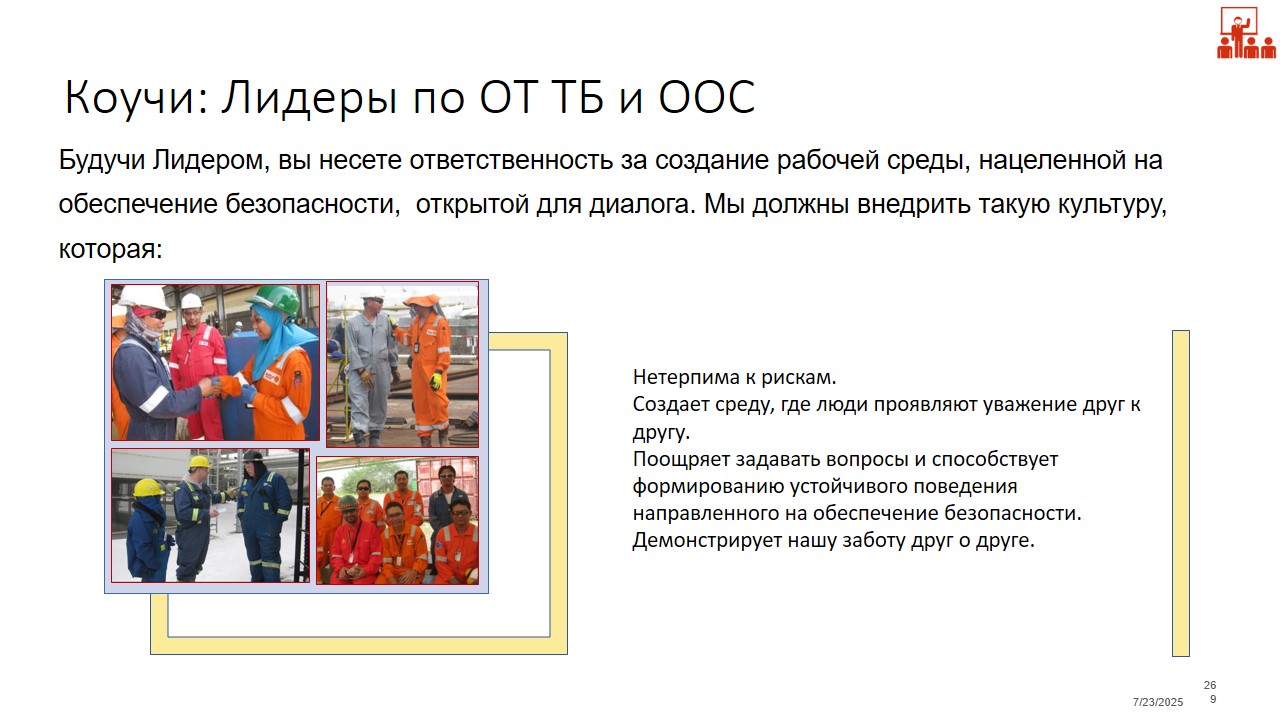 Коучи: Лидеры по ОТ ТБ и ООС
Будучи Лидером, вы несете ответственность за создание рабочей среды, нацеленной на
обеспечение безопасности,  открытой для диалога. Мы должны внедрить такую культуру,
которая:
Нетерпима к рискам.
Создает среду, где люди проявляют уважение друг к
другу.
Поощряет задавать вопросы и способствует
формированию устойчивого поведения
направленного на обеспечение безопасности.
Демонстрирует нашу заботу друг о друге.
7/23/2025
26
9